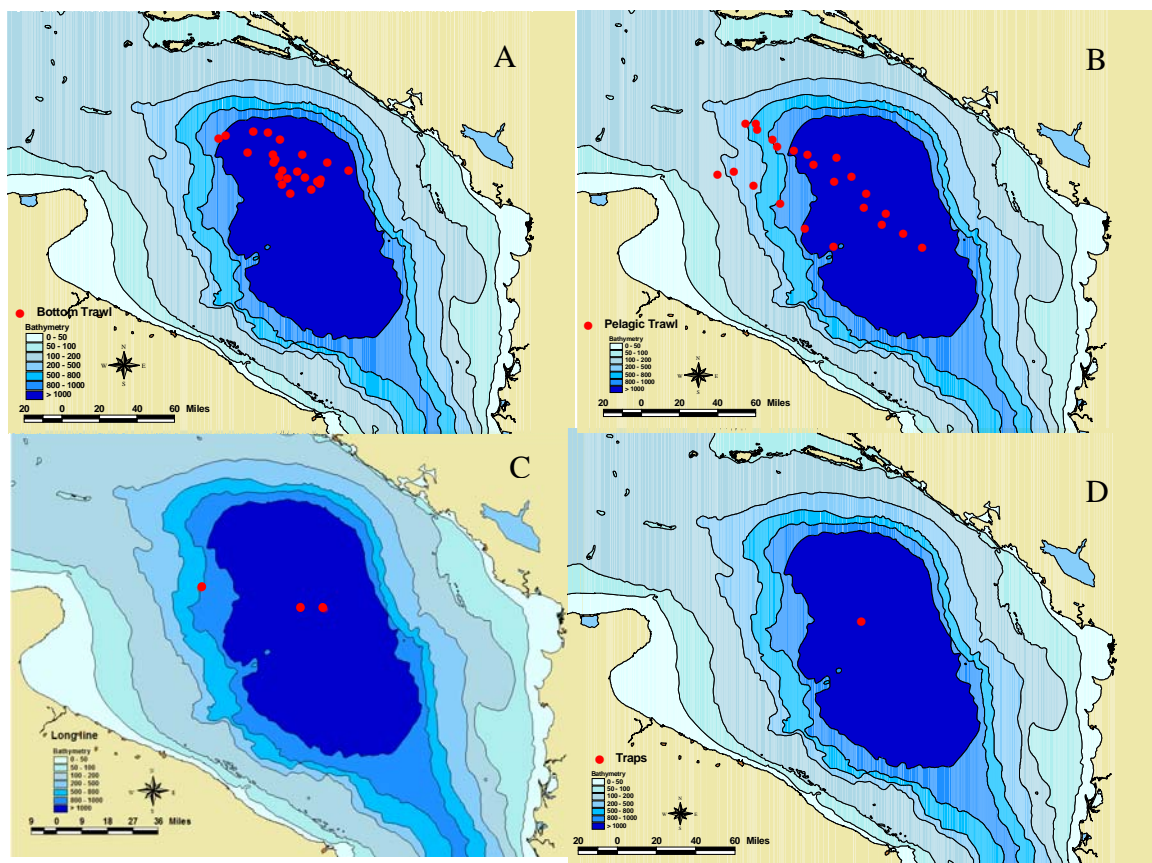 A
Bottom Trawl
Bathymetry
0 - 50
50 - 100
100 - 200
200 - 500
500 - 800
800 - 1000
> 1000
N
W E
S
20 0 20 40 60 Miles
B
Pelagic Trawl
Bathymetry
0 - 50
50 - 100
100 - 200
200 - 500
500 - 800
800 - 1000
> 1000
N
W E
S
20 0 20 40 60 Miles
C
Long line
Bathymetry
0 - 50
50 - 100
100 - 200
200 - 500
500 - 800
800 - 1000
> 1000
N
W E
S
9 0 9 18 27 36 Miles
D
Traps
Bathymetry
0 - 50
50 - 100
100 - 200
200 - 500
500 - 800
800 - 1000
> 1000
N
W E
S
20 0 20 40 60 Miles